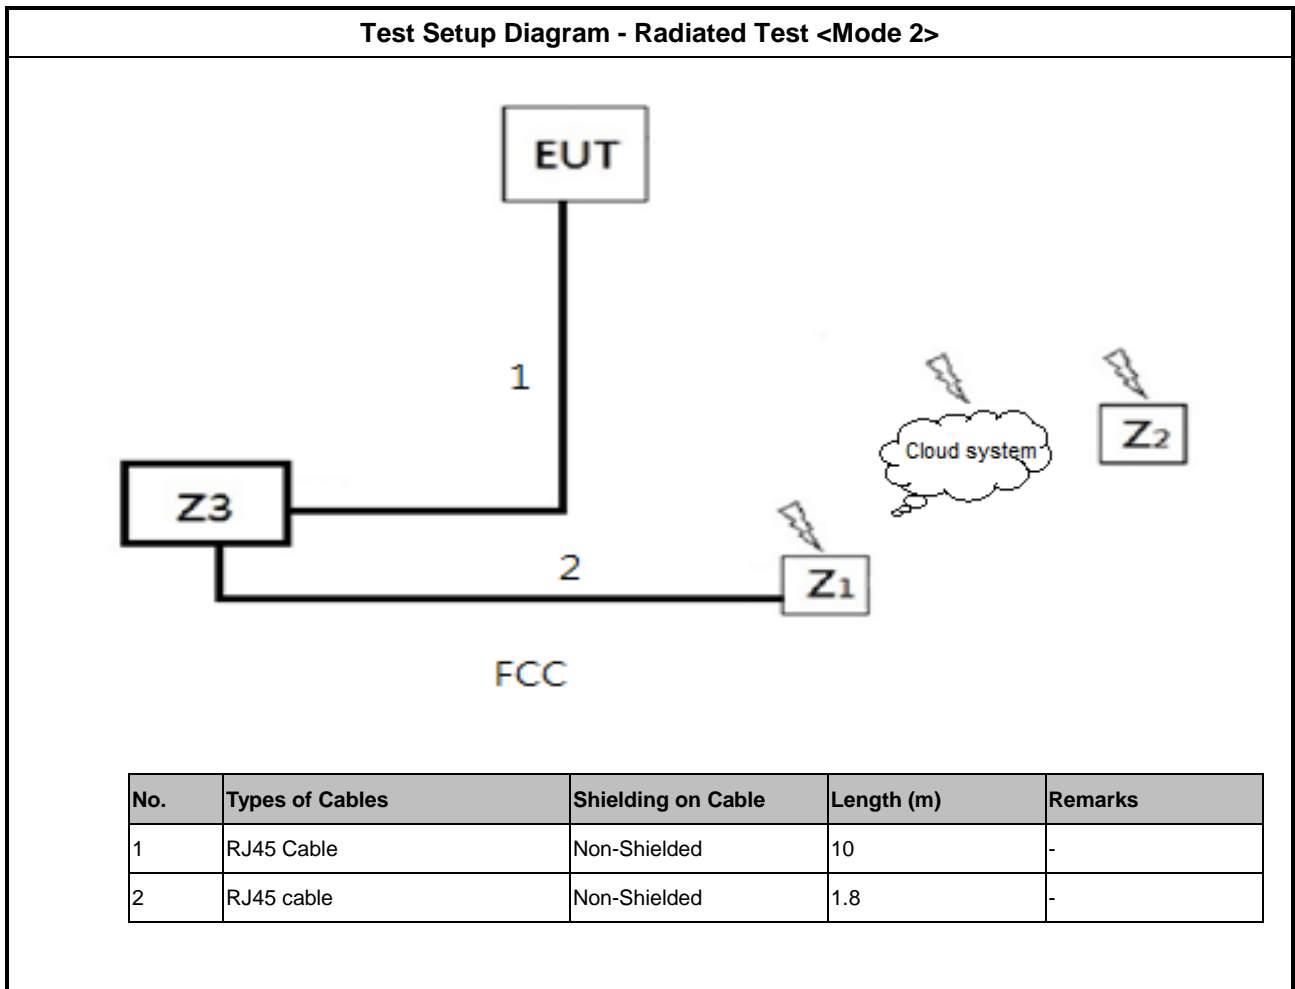 Test Setup Diagram - Radiated Test <Mode 2>
EUT
1
Cloud system
Z2
Z3
2
Z1
FCC
No. Types of Cables Shielding on Cable Length (m) Remarks
1 RJ45 Cable Non-Shielded 10 -
2 RJ45 cable Non-Shielded 1.8 -